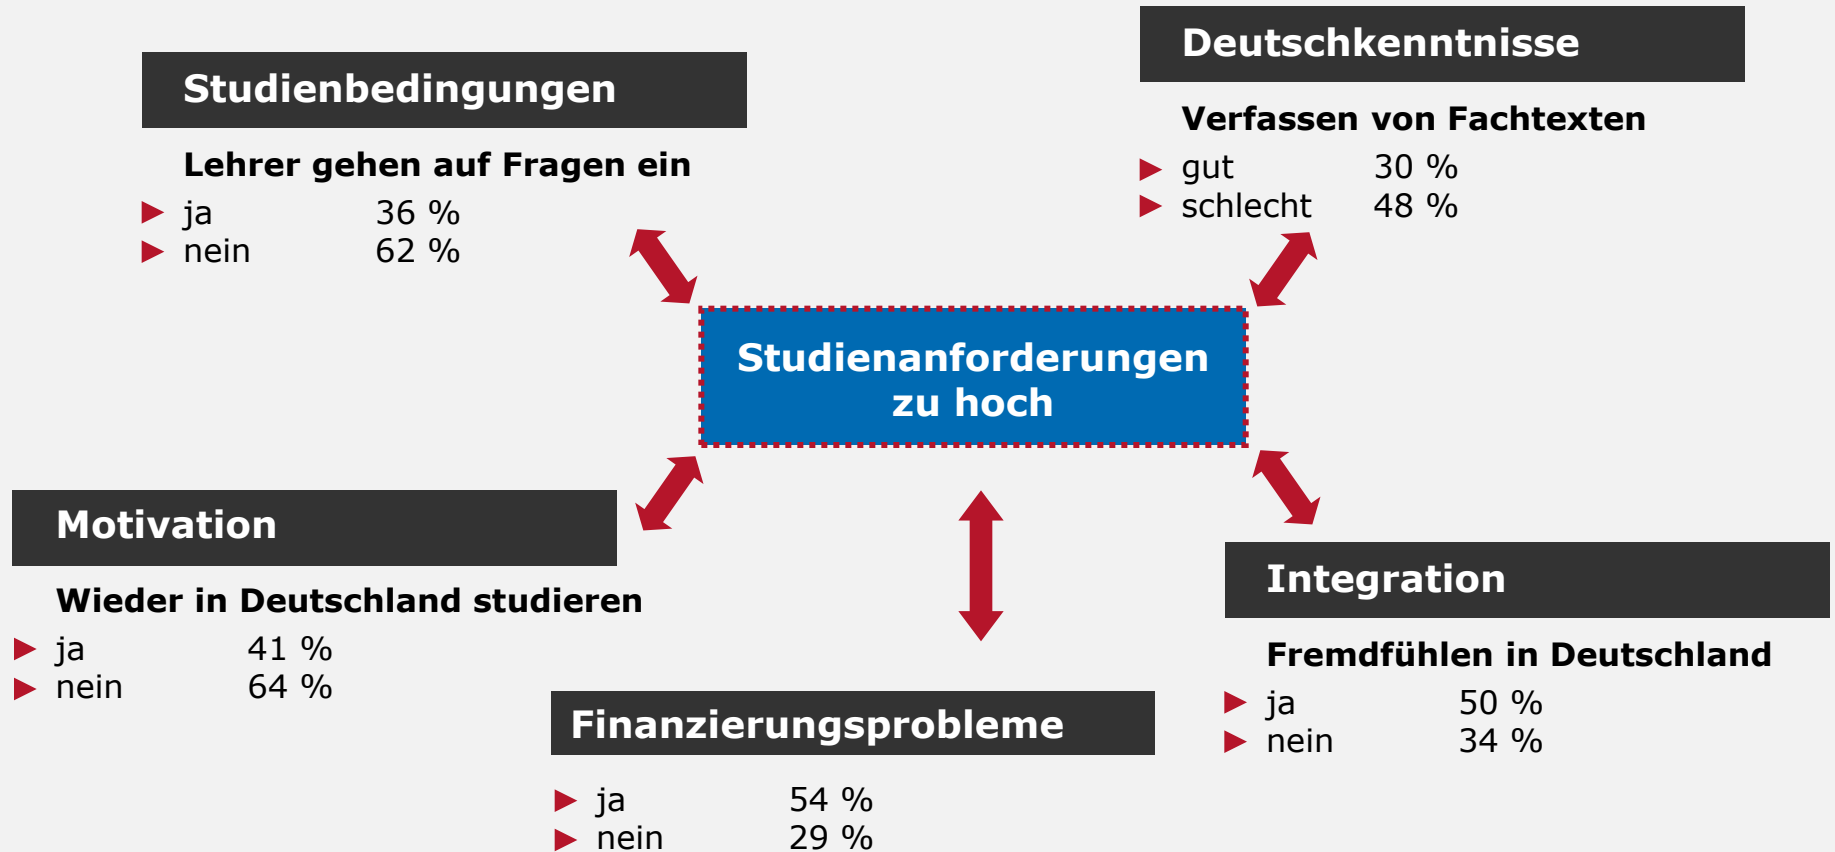 Studienbedingungen
Lehrer gehen auf Fragen ein
ja 36 %
nein 62 %
Deutschkenntnisse
Verfassen von Fachtexten
gut 30 %
schlecht 48 %
Studienanforderungen
zu hoch
Motivation
Wieder in Deutschland studieren
ja 41 %
nein 64 %
Finanzierungsprobleme
ja 54 %
nein 29 %
Integration
Fremdfühlen in Deutschland
ja 50 %
nein 34 %